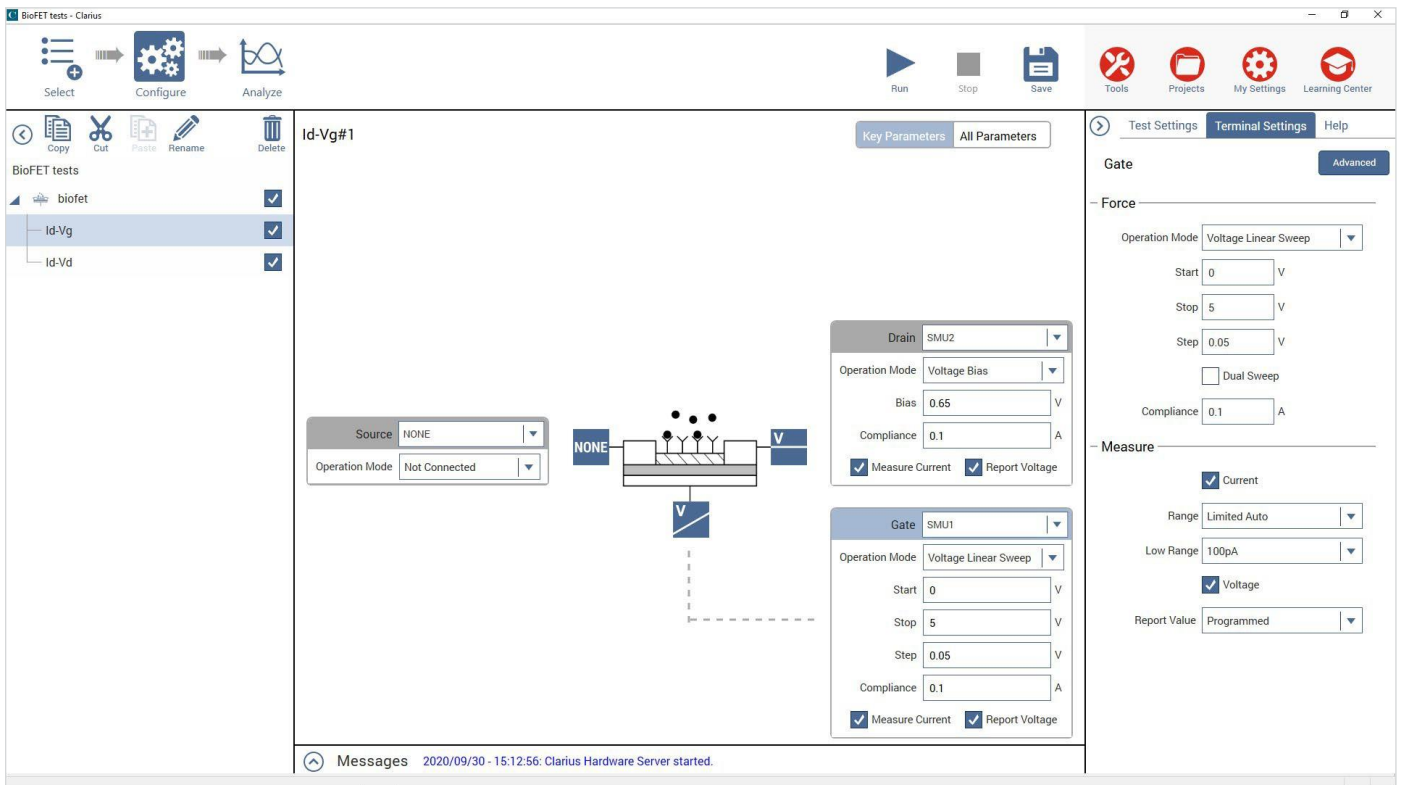 BioFET tests - Clarius
Select
Configure
Analyze
Run
Stop
Save
Tools
Projects
My Settings
Learning Center
Copy
Cut
Paste
Rename
Delete
BioFET tests
biofet
Id-Vg
Id-Vd
Id-Vg#1
Key Parameters
All Parameters
Source NONE
Operation Mode Not Connected
NONE
V
V
Drain SMU2
Operation Mode Voltage Bias
Bias 0.65 V
Compliance 0.1 A
Measure Current Report Voltage
Gate SMU1
Operation Mode Voltage Linear Sweep
Start 0 V
Stop 5 V
Step 0.05 V
Compliance 0.1 A
Measure Current Report Voltage
Messages 2020/09/30 - 15:12:56: Clarius Hardware Server started.
Test Settings Terminal Settings Help
Gate Advanced
Force
Operation Mode Voltage Linear Sweep
Start 0 V
Stop 5 V
Step 0.05 V
Dual Sweep
Compliance 0.1 A
Measure
Current
Range Limited Auto
Low Range 100pA
Voltage
Report Value Programmed